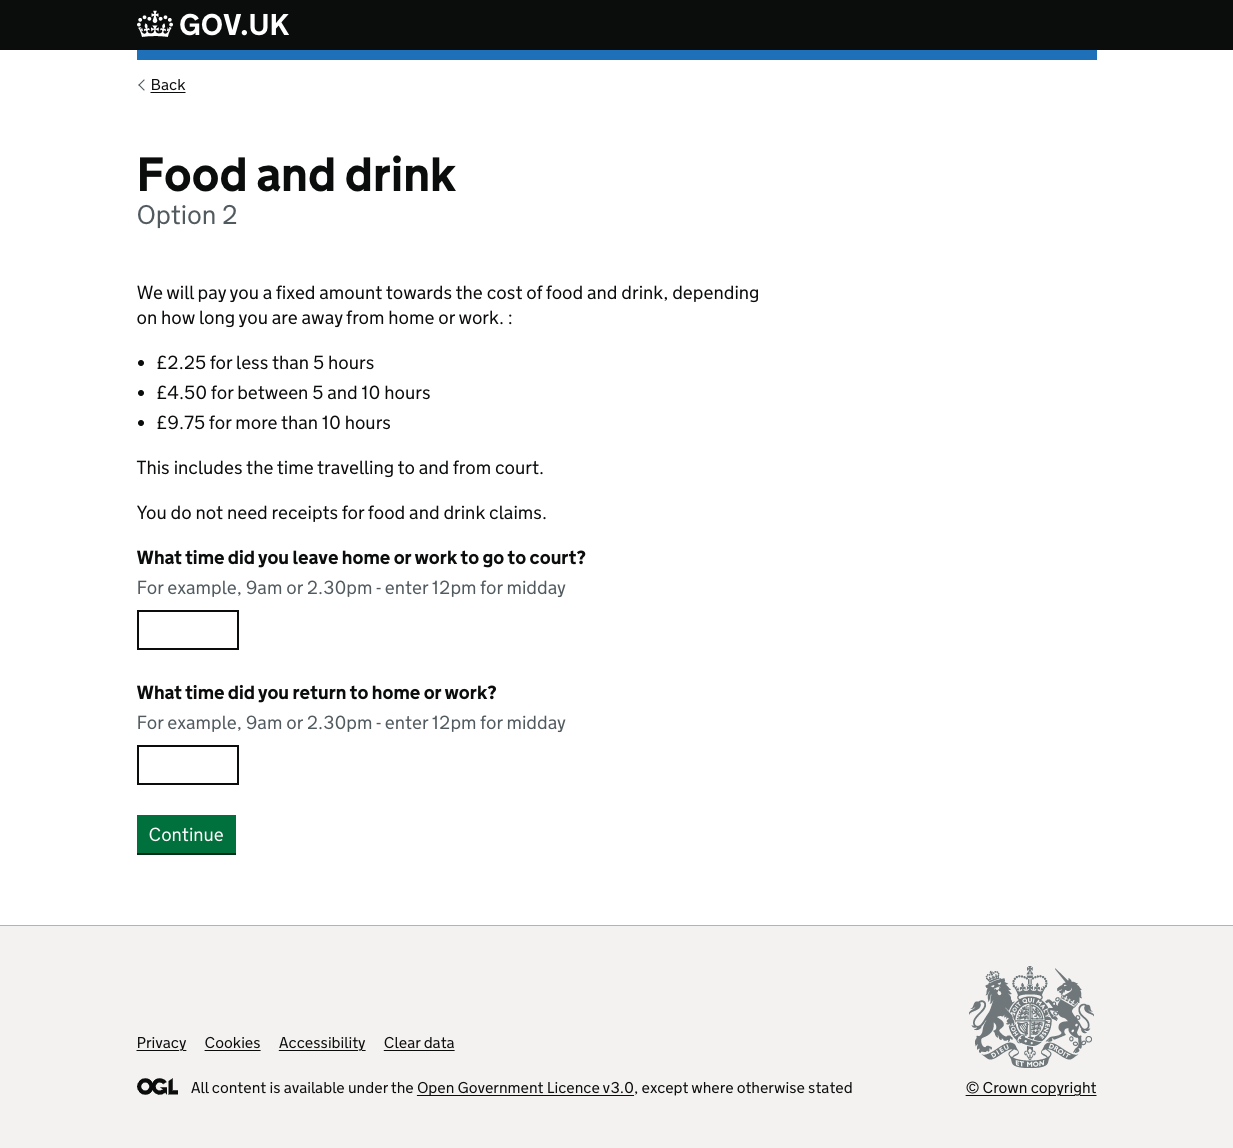 GOV.UK
Back
Food and drink
Option 2
We will pay you a fixed amount towards the cost of food and drink, depending
on how long you are away from home or work. :
• £2.25 for less than 5 hours
• £4.50 for between 5 and 10 hours
• £9.75 for more than 10 hours
This includes the time travelling to and from court.
You do not need receipts for food and drink claims.
What time did you leave home or work to go to court?
For example, 9am or 2.30pm - enter 12pm for midday
What time did you return to home or work?
For example, 9am or 2.30pm - enter 12pm for midday
Continue
Privacy Cookies Accessibility Clear data
OGL All content is available under the Open Government Licence v3.0, except where otherwise stated
DIEU ET MON DROIT
© Crown copyright